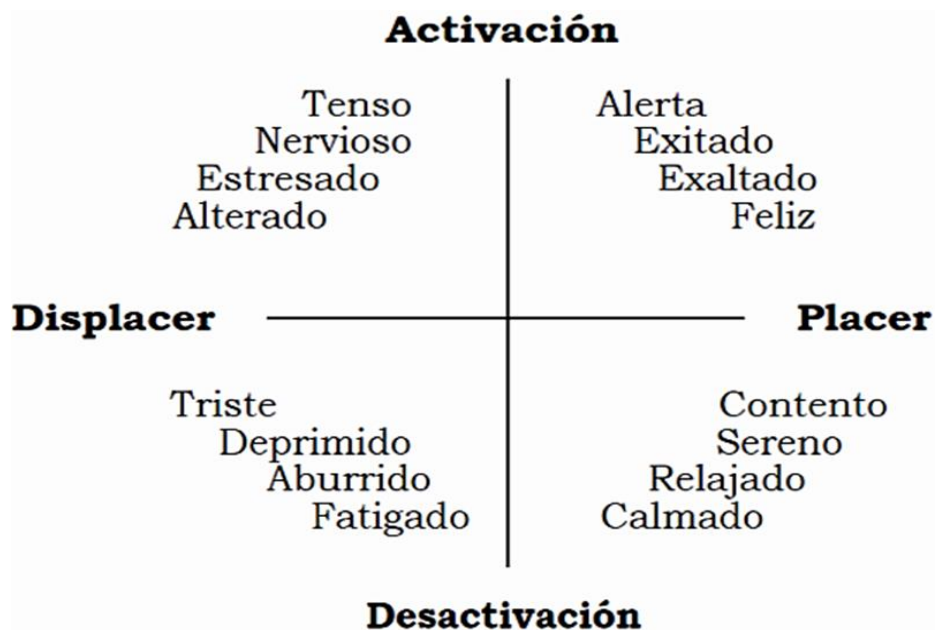 Activación
Tenso Alerta
Nervioso Exitado
Estresado Exaltado
Alterado Feliz
Displacer Placer
Triste Contento
Deprimido Sereno
Aburrido Relajado
Fatigado Calmado
Desactivación